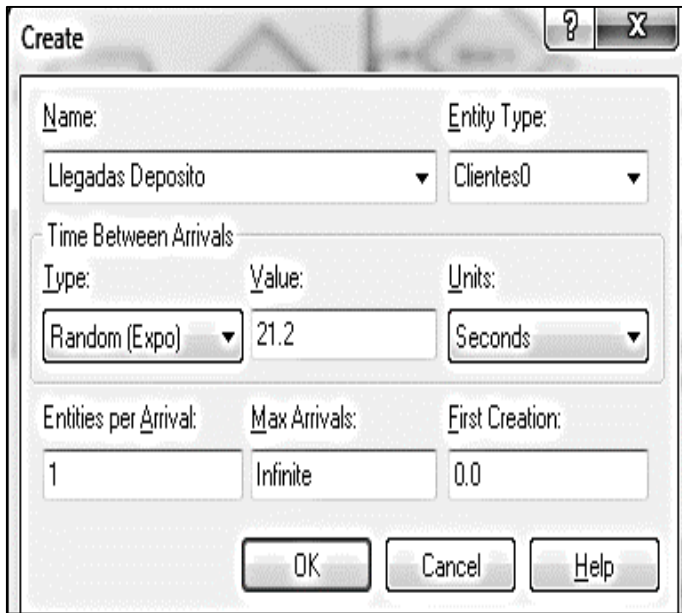 Create
? X
Name: Entity Type:
Llegadas Deposito Clientes0
Time Between Arrivals
Type: Value: Units:
Random (Expo) 21.2 Seconds
Entities per Arrival: Max Arrivals: First Creation:
1 Infinite 0.0
OK Cancel Help